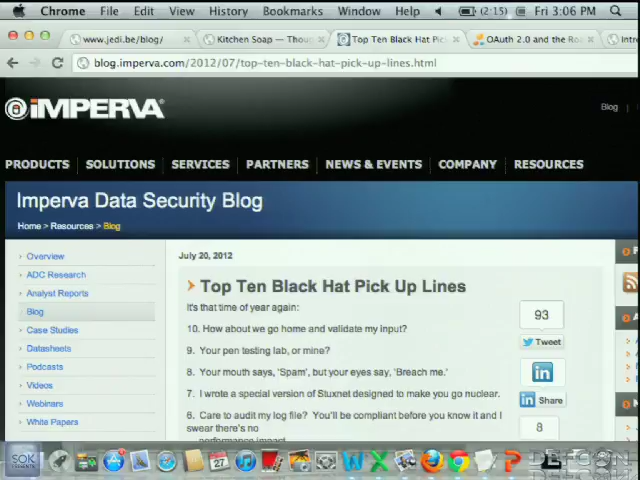 Chrome File Edit View History Bookmarks Window Help (2:15) Fri 3:06 PM
www.jedi.be/blog/ Kitchen Soap — Thoug Top Ten Black Hat Pic OAuth 2.0 and the Ro Intro
blog.imperva.com/2012/07/top-ten-black-hat-pick-up-lines.html
IMPERVA
Blog
PRODUCTS SOLUTIONS SERVICES PARTNERS NEWS & EVENTS COMPANY RESOURCES
Imperva Data Security Blog
Home > Resources > Blog
Overview
ADC Research
Analyst Reports
Blog
Case Studies
Datasheets
Podcasts
Videos
Webinars
White Papers
July 20, 2012
Top Ten Black Hat Pick Up Lines
It's that time of year again:
10. How about we go home and validate my input?
9. Your pen testing lab, or mine?
8. Your mouth says, 'Spam', but your eyes say, 'Breach me.'
7. I wrote a special version of Stuxnet designed to make you go nuclear.
6. Care to audit my log file? You'll be compliant before you know it and I
swear there's no
performance impact
93
Tweet
in
in Share
8
SOK
27
DEFCON